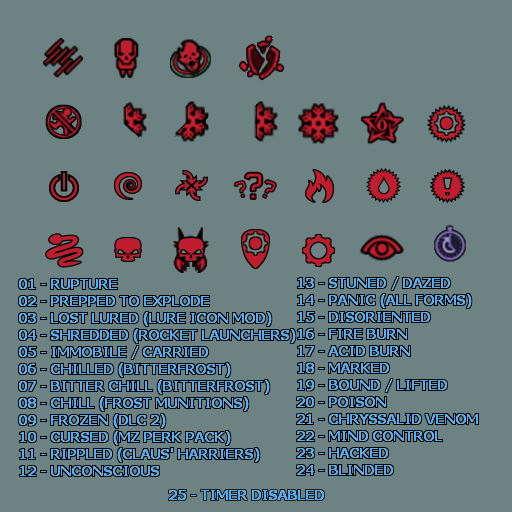 01 - RUPTURE
02 - PREPPED TO EXPLODE
03 - LOST LURED (LURE ICON MOD)
04 - SHREDDED (ROCKET LAUNCHERS)
05 - IMMOBILE / CARRIED
06 - CHILLED (BITTERFROST)
07 - BITTER CHILL (BITTERFROST)
08 - CHILL (FROST MUNITIONS)
09 - FROZEN (DLC 2)
10 - CURSED (MZ PERK PACK)
11 - RIPPLED (CLAUS' HARRIERS)
12 - UNCONSCIOUS
13 - STUNED / DAZED
14 - PANIC (ALL FORMS)
15 - DISORIENTED
16 - FIRE BURN
17 - ACID BURN
18 - MARKED
19 - BOUND / LIFTED
20 - POISON
21 - CHRYSSALID VENOM
22 - MIND CONTROL
23 - HACKED
24 - BLINDED
25 - TIMER DISABLED